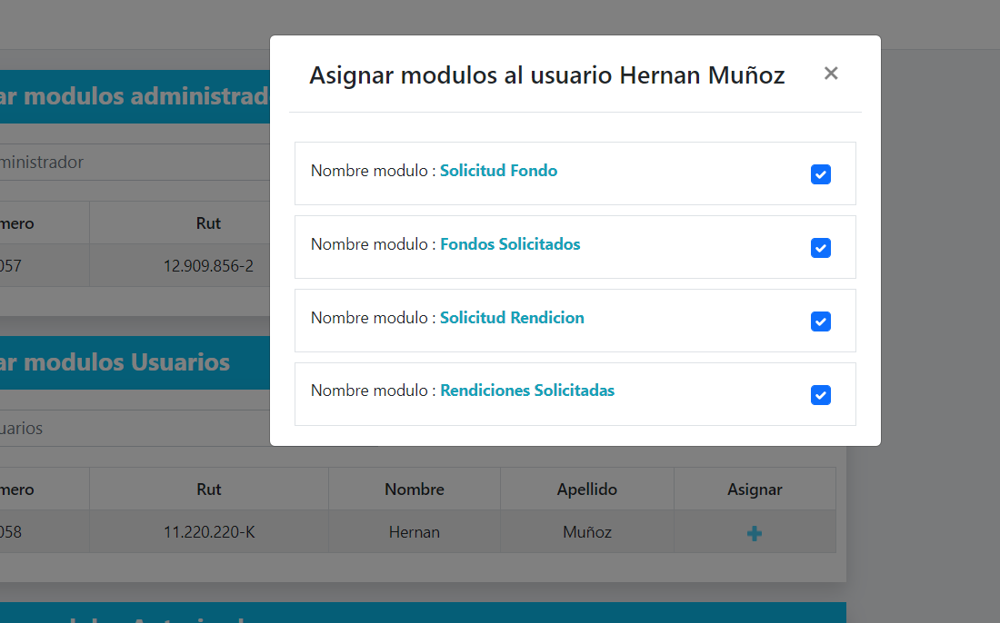 Asignar modulos al usuario Hernan Muñoz
Nombre modulo : Solicitud Fondo
Nombre modulo : Fondos Solicitados
Nombre modulo : Solicitud Rendicion
Nombre modulo : Rendiciones Solicitadas
ar modulos administrado
ministrador
mero Rut
057 12.909.856-2
ar modulos Usuarios
uarios
mero Rut Nombre Apellido Asignar
058 11.220.220-K Hernan Muñoz